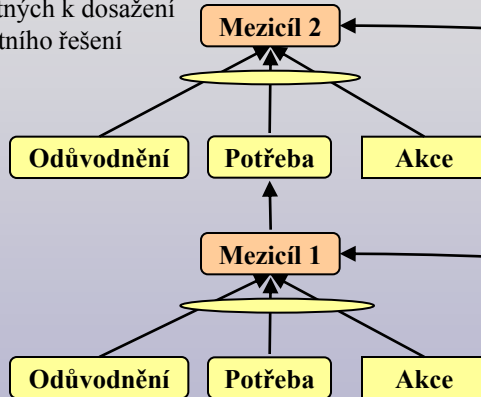 tných k dosažení
tního řešení
Mezicíl 2
Odůvodnění Potřeba Akce
Mezicíl 1
Odůvodnění Potřeba Akce